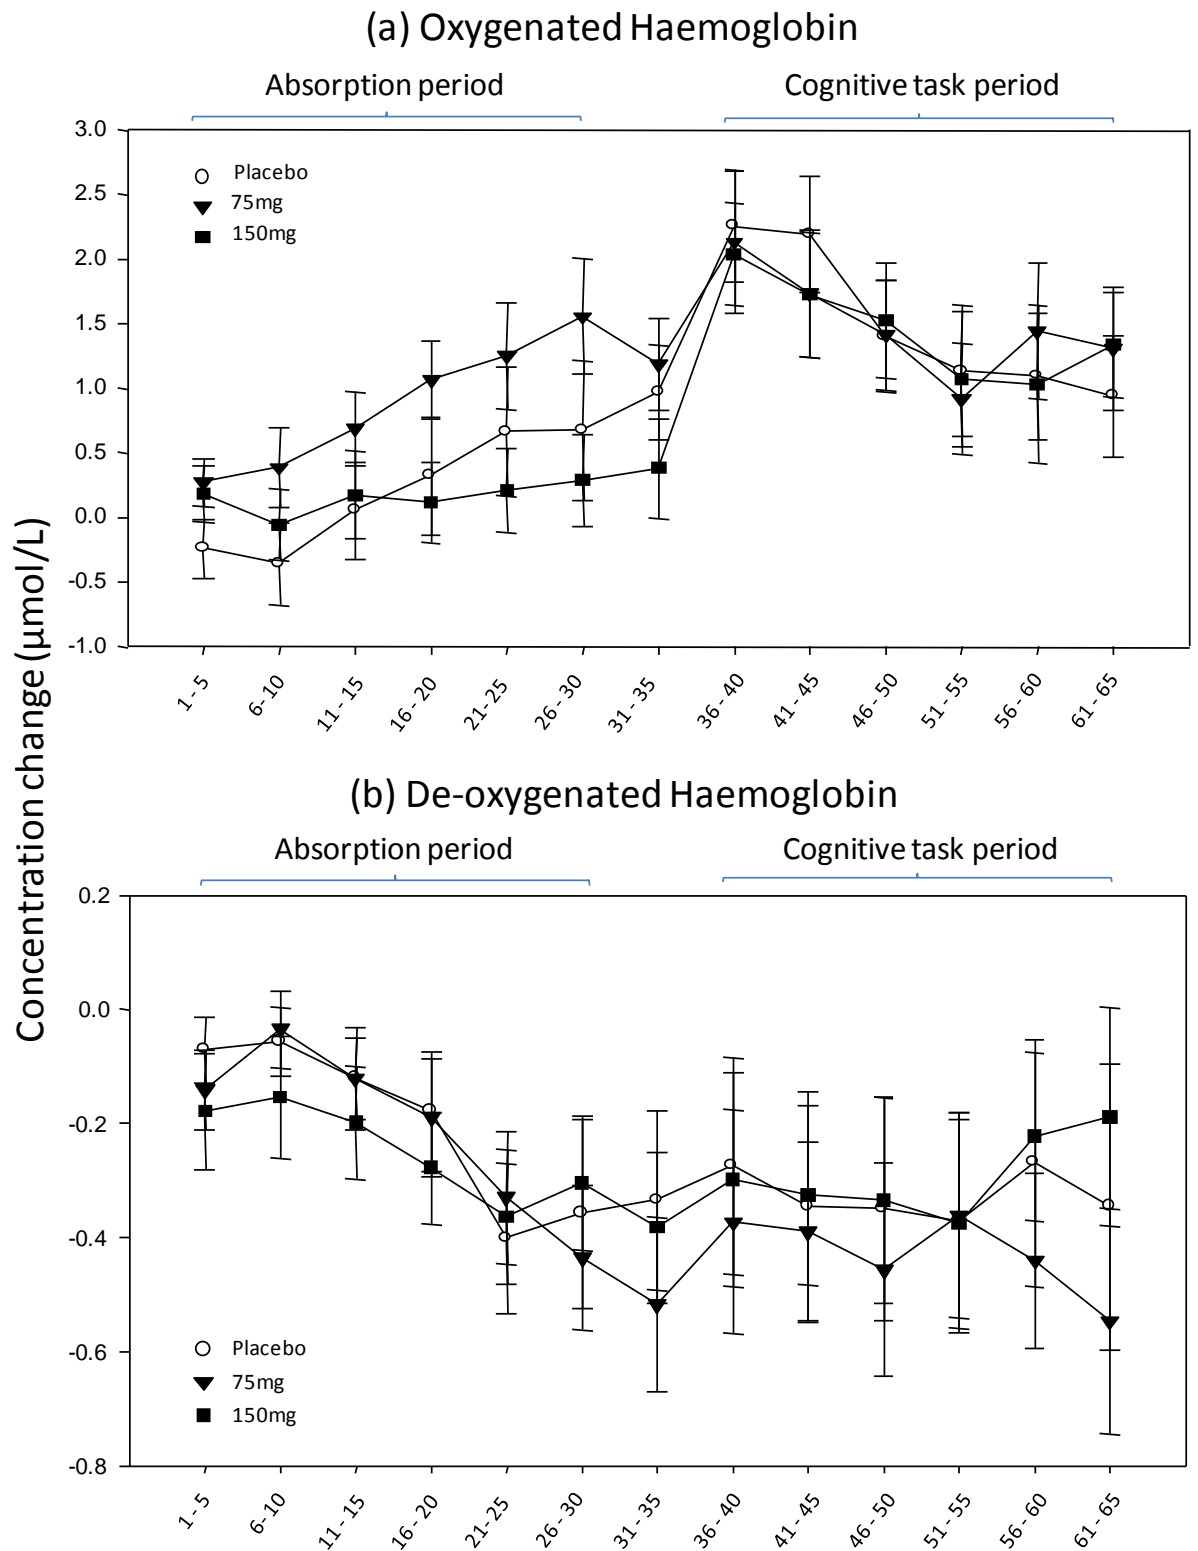 (a) Oxygenated Haemoglobin
Absorption period
Cognitive task period
3.0
2.5
2.0
1.5
1.0
0.5
0.0
-0.5
-1.0
Placebo
75mg
150mg
1 - 5
6-10
11 - 15
16 - 20
21 - 25
26 - 30
31 - 35
36 - 40
41 - 45
46 - 50
51 - 55
56 - 60
61 - 65
Concentration change (μmol/L)
(b) De-oxygenated Haemoglobin
Absorption period
Cognitive task period
0.2
0.0
-0.2
-0.4
-0.6
-0.8
Placebo
75mg
150mg
1 - 5
6-10
11 - 15
16 - 20
21 - 25
26 - 30
31 - 35
36 - 40
41 - 45
46 - 50
51 - 55
56 - 60
61 - 65